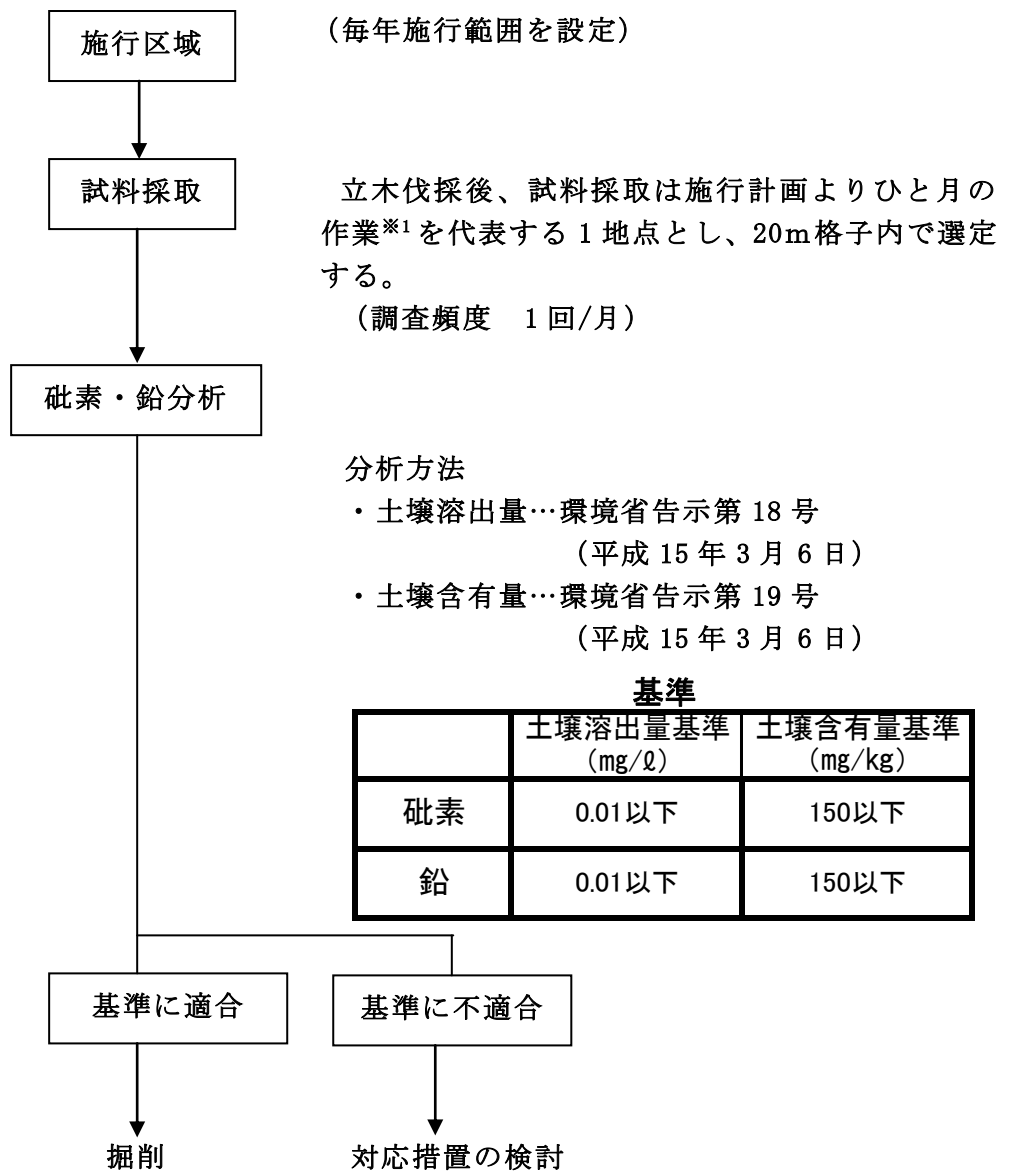 施行区域
（毎年施行範囲を設定）
試料採取
立木伐採後、試料採取は施行計画よりひと月の
作業※1を代表する1地点とし、20m格子内で選定
する。
（調査頻度　1回/月）
砒素・鉛分析
分析方法
・土壌溶出量…環境省告示第18号
（平成15年3月6日）
・土壌含有量…環境省告示第19号
（平成15年3月6日）
基準
土壌溶出量基準 土壌含有量基準
(mg/ℓ) (mg/kg)
砒素 0.01以下 150以下
鉛 0.01以下 150以下
基準に適合 基準に不適合
掘削 対応措置の検討